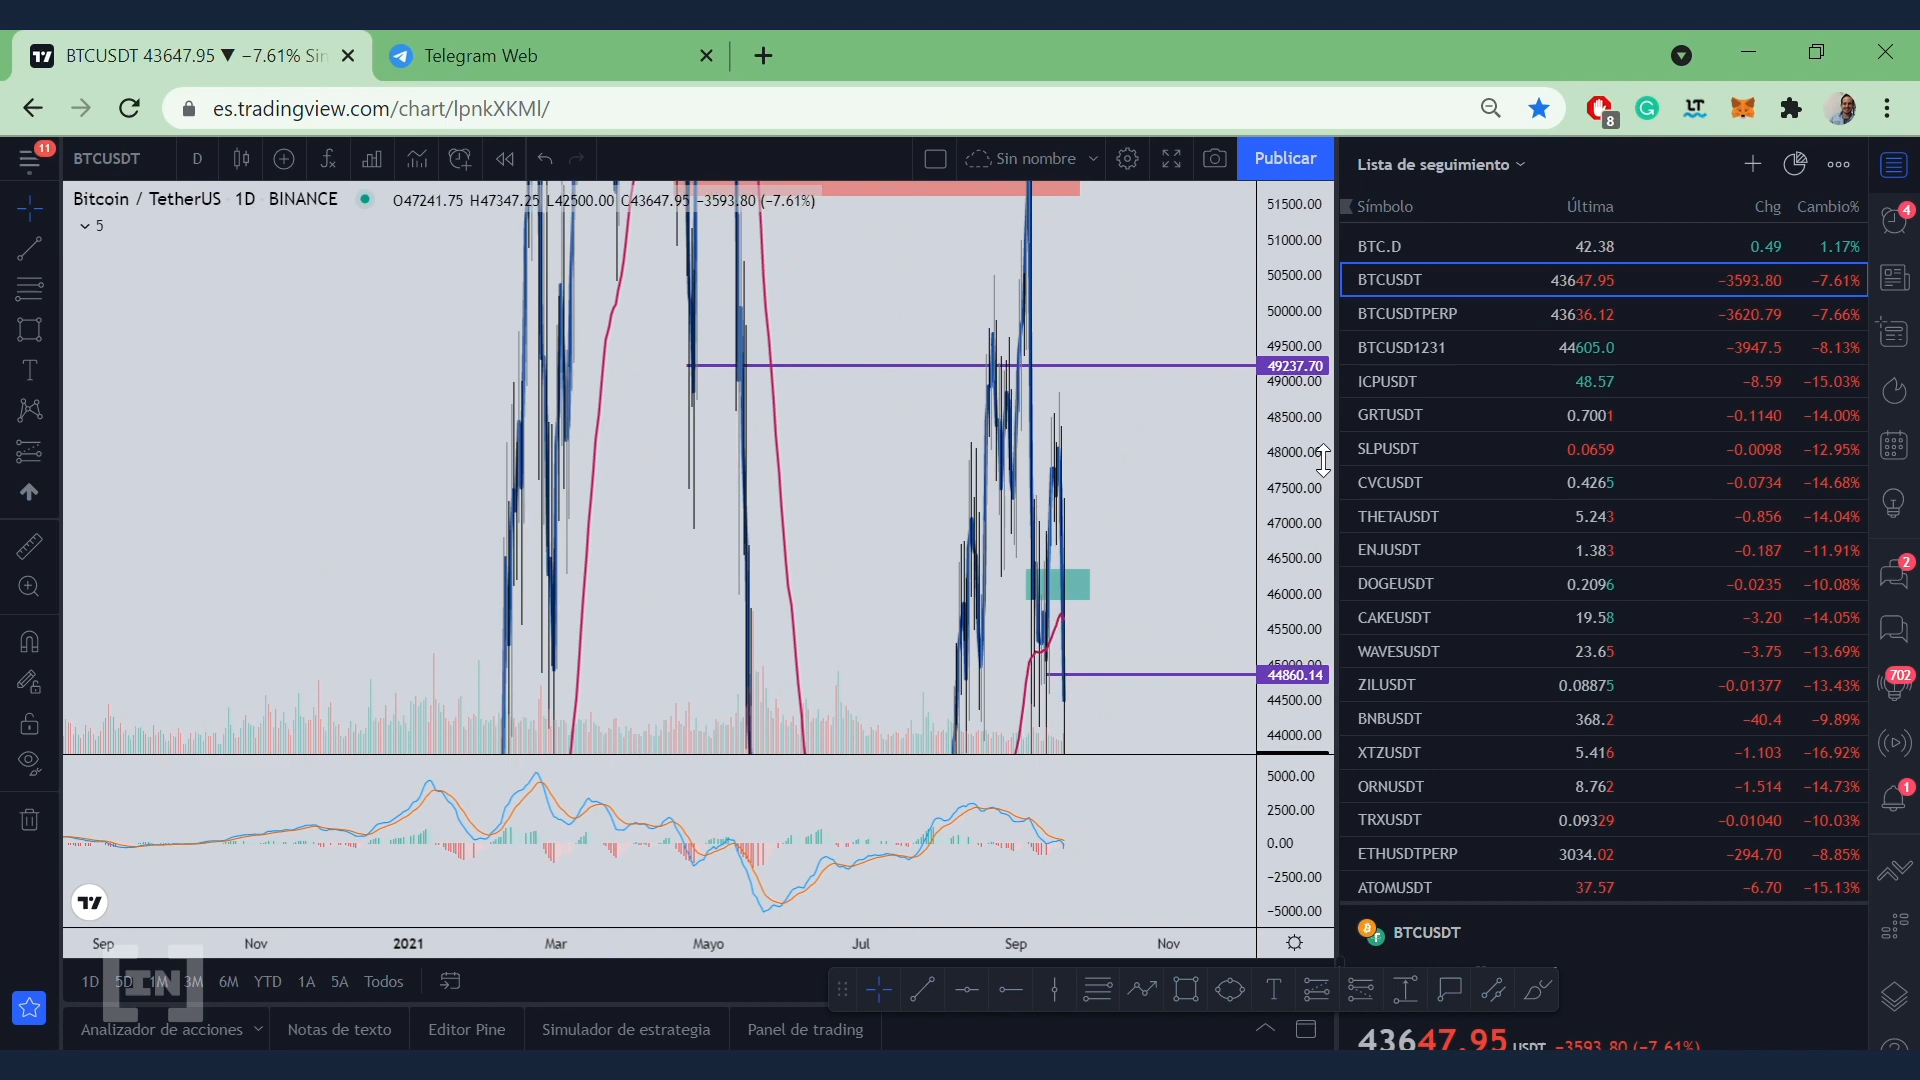 BTCUSDT 43647.95 ▼ −7.61% Sin
Telegram Web
es.tradingview.com/chart/lpnkXKMl/
8
11
BTCUSDT
D
Sin nombre
Publicar
Lista de seguimiento
Bitcoin / TetherUS 1D BINANCE
O47241.75 H47347.25 L42500.00 C43647.95 −3593.80 (−7.61%)
5
51500.00
51000.00
50500.00
50000.00
49500.00
49237.70
49000.00
48500.00
48000.00
47500.00
47000.00
46500.00
46000.00
45500.00
45000.00
44860.14
44500.00
44000.00
5000.00
2500.00
0.00
−2500.00
−5000.00
Sep Nov 2021 Mar Mayo Jul Sep Nov
1D 5D 1M 3M 6M YTD 1A 5A Todos
IN
Analizador de acciones
Notas de texto
Editor Pine
Simulador de estrategia
Panel de trading
Símbolo Última Chg Cambio%
BTC.D 42.38 0.49 1.17%
BTCUSDT 43647.95 −3593.80 −7.61%
BTCUSDTPERP 43636.12 −3620.79 −7.66%
BTCUSD1231 44605.0 −3947.5 −8.13%
ICPUSDT 48.57 −8.59 −15.03%
GRTUSDT 0.7001 −0.1140 −14.00%
SLPUSDT 0.0659 −0.0098 −12.95%
CVCUSDT 0.4265 −0.0734 −14.68%
THETAUSDT 5.243 −0.856 −14.04%
ENJUSDT 1.383 −0.187 −11.91%
DOGEUSDT 0.2096 −0.0235 −10.08%
CAKEUSDT 19.58 −3.20 −14.05%
WAVESUSDT 23.65 −3.75 −13.69%
ZILUSDT 0.08875 −0.01377 −13.43%
BNBUSDT 368.2 −40.4 −9.89%
XTZUSDT 5.416 −1.103 −16.92%
ORNUSDT 8.762 −1.514 −14.73%
TRXUSDT 0.09329 −0.01040 −10.03%
ETHUSDTPERP 3034.02 −294.70 −8.85%
ATOMUSDT 37.57 −6.70 −15.13%
BTCUSDT
43647.95 USDT −3593.80 (−7.61%)
4
2
702
1